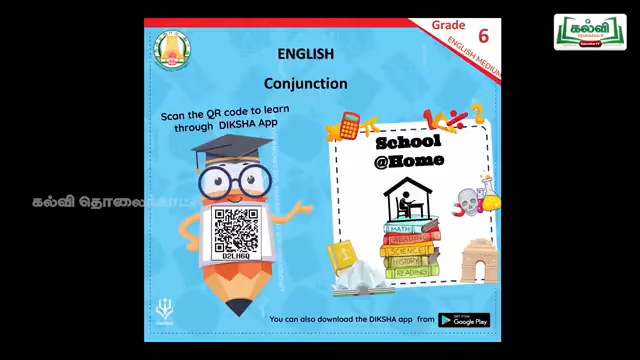 ENGLISH
Conjunction
Grade 6
ENGLISH MEDIUM
கல்வி
Scan the QR code to learn
through DIKSHA App
School
@Home
MATH
READING
SCIENCE
HISTORY
READING
கல்வி தொலைக்காட்சி
D2LH6Q
You can also download the DIKSHA app from
GET IT ON
Google Play